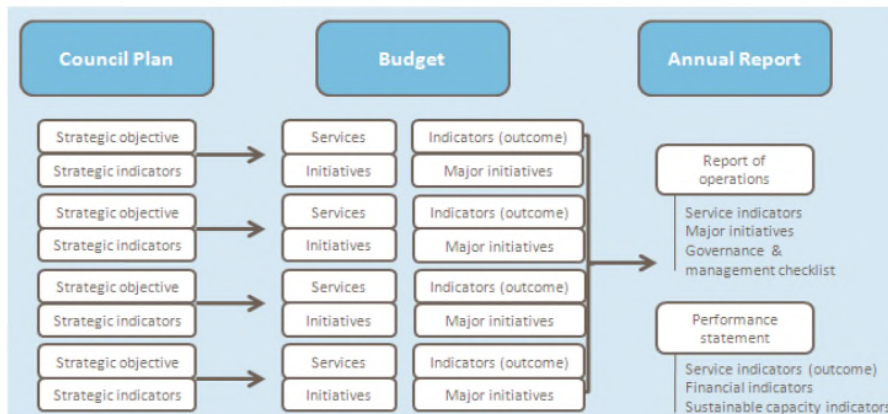 Council Plan
Budget
Annual Report
Strategic objective
Strategic indicators
Services
Initiatives
Indicators (outcome)
Major initiatives
Strategic objective
Strategic indicators
Services
Initiatives
Indicators (outcome)
Major initiatives
Strategic objective
Strategic indicators
Services
Initiatives
Indicators (outcome)
Major initiatives
Strategic objective
Strategic indicators
Services
Initiatives
Indicators (outcome)
Major initiatives
Report of
operations
Service indicators
Major initiatives
Governance &
management checklist
Performance
statement
Service indicators (outcome)
Financial indicators
Sustainable capacity indicators